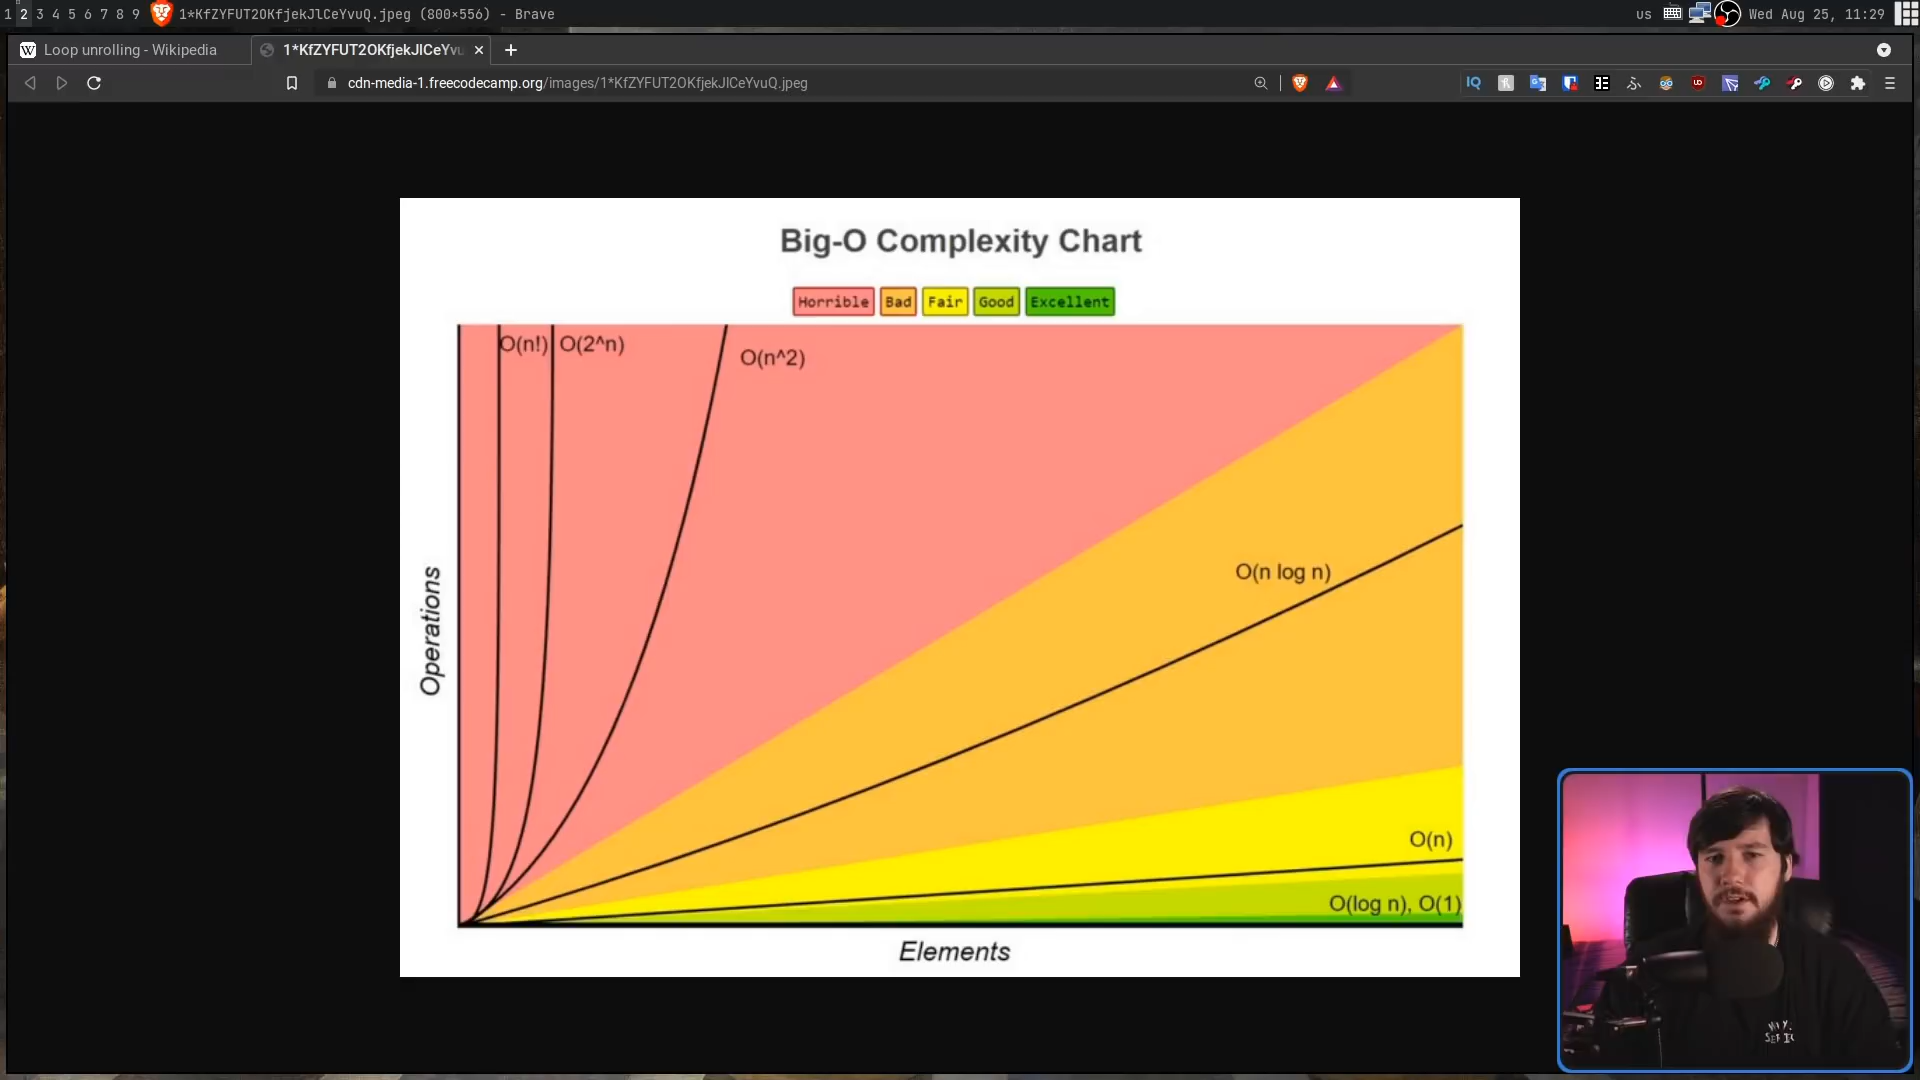 1 2 3 4 5 6 7 8 9 1*KfZYFUT2OKfjekJlCeYvuQ.jpeg (800×556) - Brave us Wed Aug 25, 11:29
Loop unrolling - Wikipedia 1*KfZYFUT2OKfjekJlCeYvu
cdn-media-1.freecodecamp.org/images/1*KfZYFUT2OKfjekJlCeYvuQ.jpeg
Big-O Complexity Chart
Horrible Bad Fair Good Excellent
O(n!) O(2^n)
O(n^2)
O(n log n)
O(n)
O(log n), O(1)
Operations
Elements